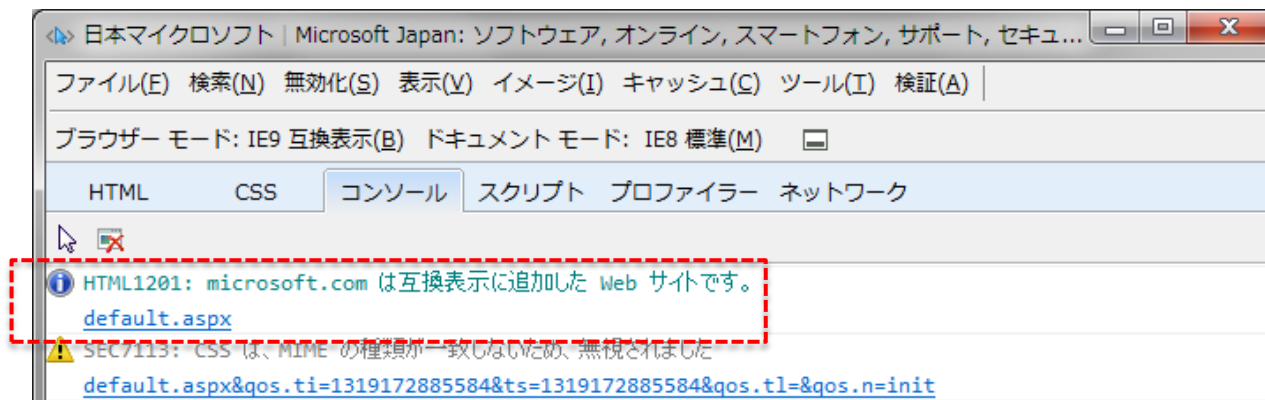 日本マイクロソフト | Microsoft Japan: ソフトウェア, オンライン, スマートフォン, サポート, セキュ...
ファイル(F) 検索(N) 無効化(S) 表示(V) イメージ(I) キャッシュ(C) ツール(T) 検証(A)
ブラウザー モード: IE9 互換表示(B) ドキュメント モード: IE8 標準(M)
HTML CSS コンソール スクリプト プロファイラー ネットワーク
HTML1201: microsoft.com は互換表示に追加した Web サイトです。
default.aspx
SEC7113: CSS は、MIME の種類が一致しないため、無視されました
default.aspx&qos.ti=1319172885584&ts=1319172885584&qos.tl=&qos.n=init